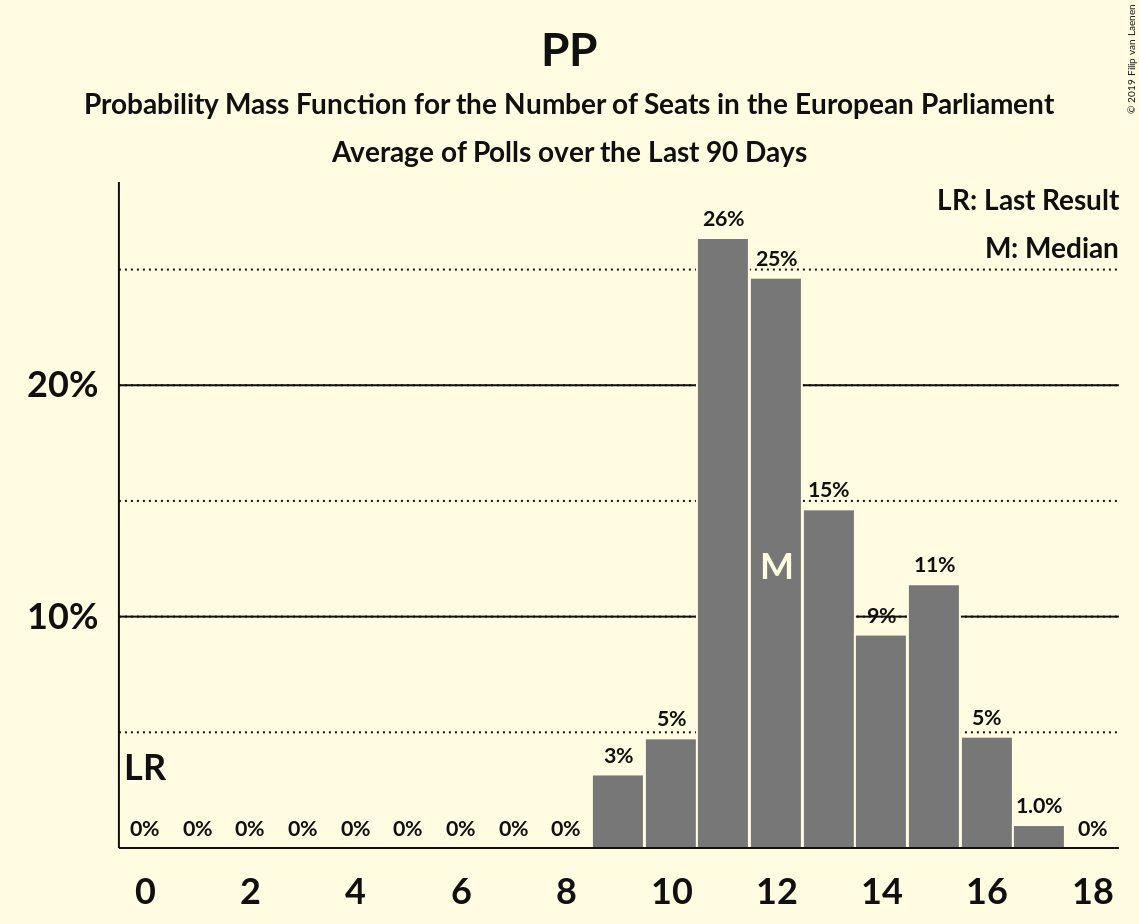 PP
Probability Mass Function for the Number of Seats in the European Parliament
Average of Polls over the Last 90 Days
© 2019 Filip van Laenen
LR: Last Result
M: Median
26%
25%
20%
15%
M
11%
10%
9%
5%
5%
3%
LR
1.0%
0% 0% 0% 0% 0% 0% 0% 0% 0% 0%
0 2 4 6 8 10 12 14 16 18